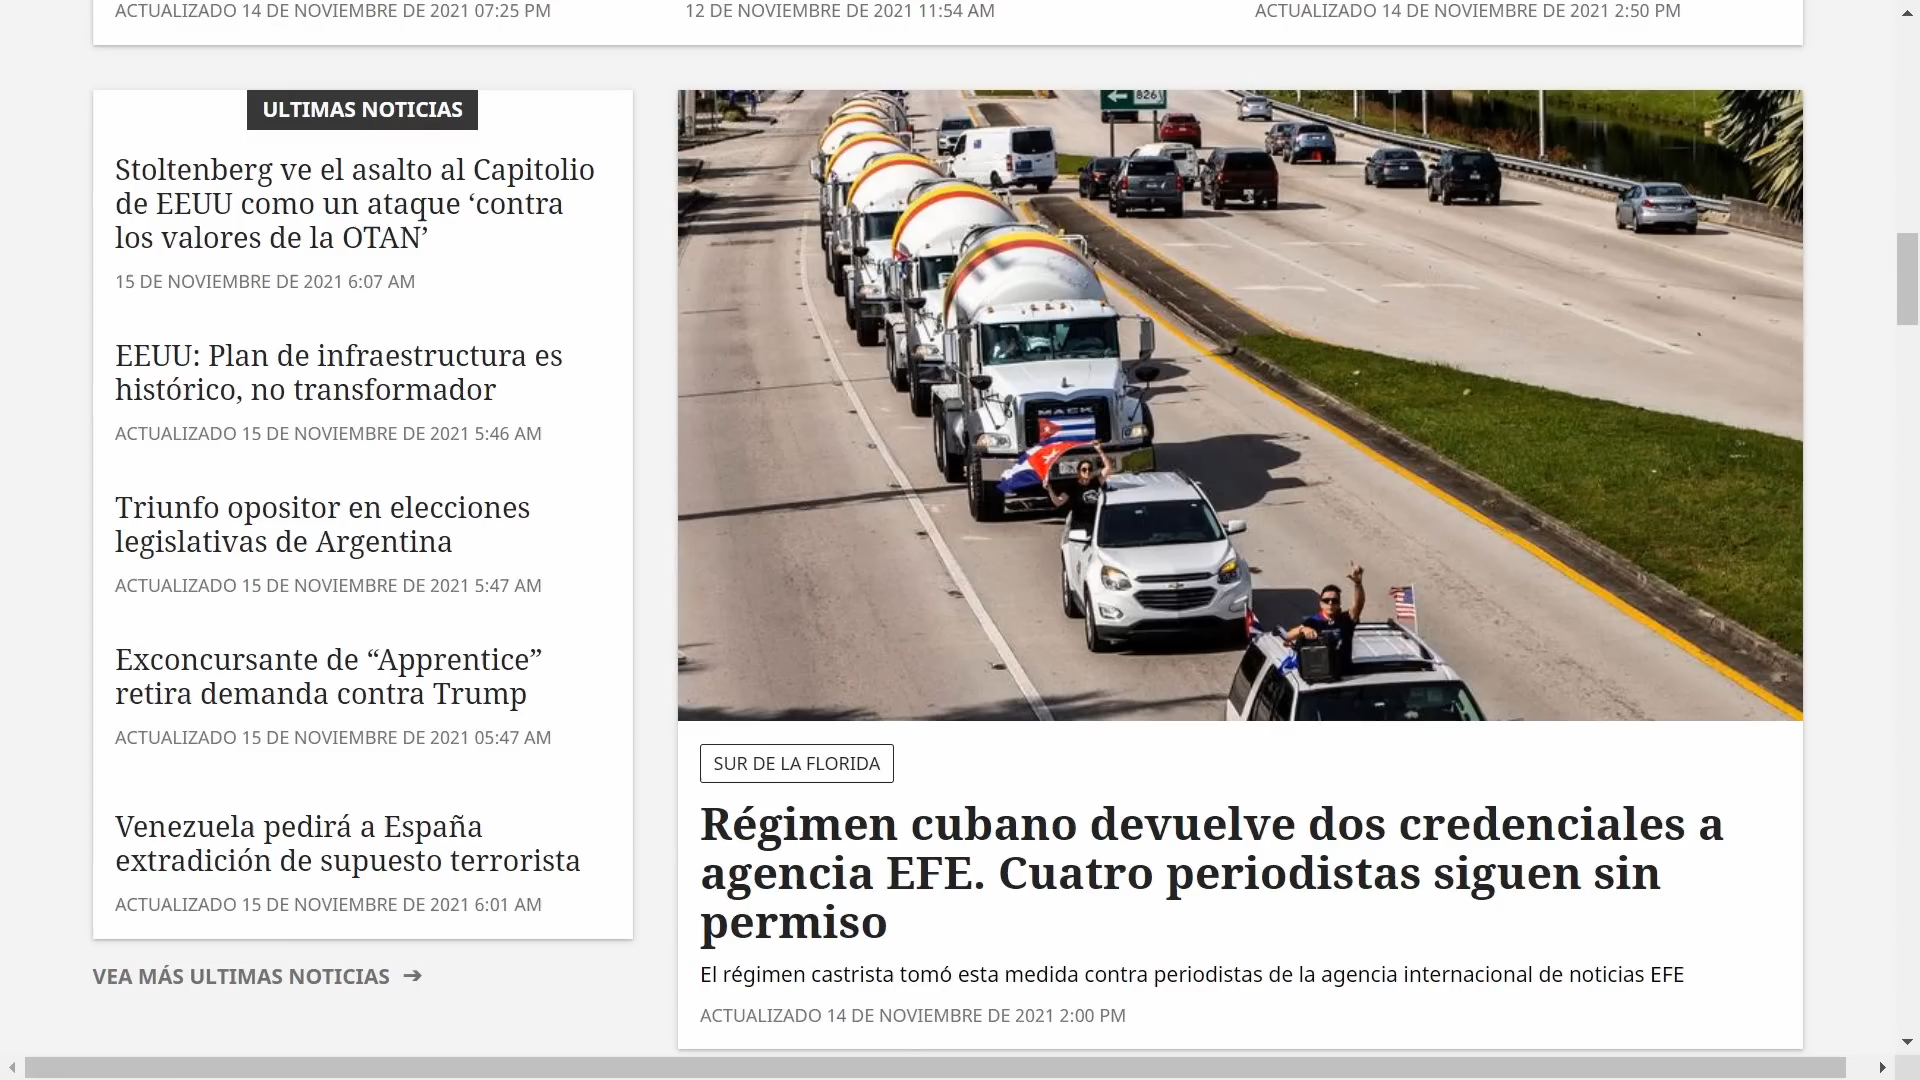 ACTUALIZADO 14 DE NOVIEMBRE DE 2021 07:25 PM
12 DE NOVIEMBRE DE 2021 11:54 AM
ACTUALIZADO 14 DE NOVIEMBRE DE 2021 2:50 PM
ULTIMAS NOTICIAS
Stoltenberg ve el asalto al Capitolio
de EEUU como un ataque ‘contra
los valores de la OTAN’
15 DE NOVIEMBRE DE 2021 6:07 AM
EEUU: Plan de infraestructura es
histórico, no transformador
ACTUALIZADO 15 DE NOVIEMBRE DE 2021 5:46 AM
Triunfo opositor en elecciones
legislativas de Argentina
ACTUALIZADO 15 DE NOVIEMBRE DE 2021 5:47 AM
Exconcursante de “Apprentice”
retira demanda contra Trump
ACTUALIZADO 15 DE NOVIEMBRE DE 2021 05:47 AM
Venezuela pedirá a España
extradición de supuesto terrorista
ACTUALIZADO 15 DE NOVIEMBRE DE 2021 6:01 AM
VEA MÁS ULTIMAS NOTICIAS →
826
MACK
SUR DE LA FLORIDA
Régimen cubano devuelve dos credenciales a
agencia EFE. Cuatro periodistas siguen sin
permiso
El régimen castrista tomó esta medida contra periodistas de la agencia internacional de noticias EFE
ACTUALIZADO 14 DE NOVIEMBRE DE 2021 2:00 PM